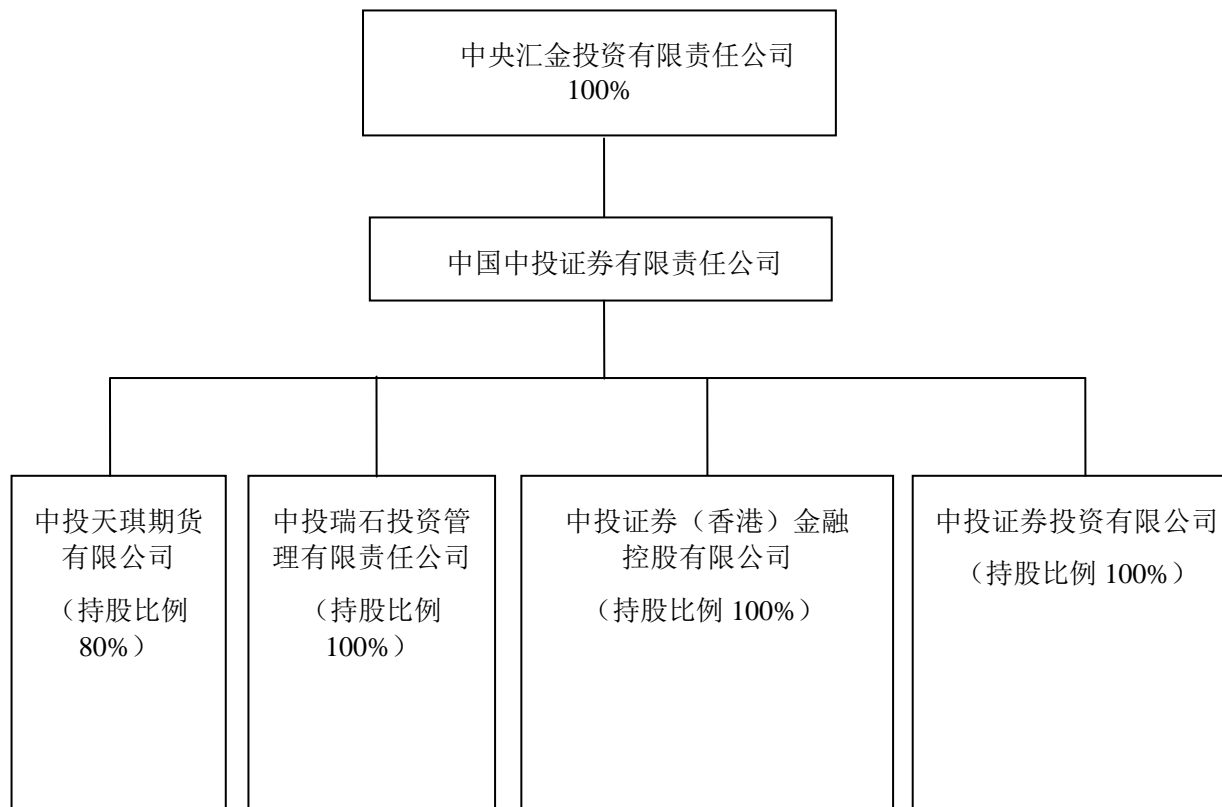 中央汇金投资有限责任公司
100%
中国中投证券有限责任公司
中投天琪期货
有限公司
（持股比例
80%）
中投瑞石投资管
理有限责任公司
（持股比例
100%）
中投证券（香港）金融
控股有限公司
（持股比例 100%）
中投证券投资有限公司
（持股比例 100%）